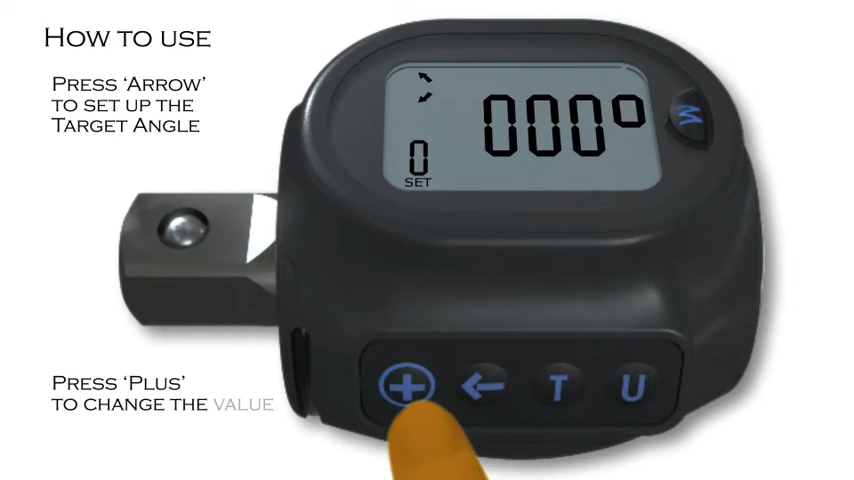 How to use
Press 'Arrow'
to set up the
Target Angle
000°
0
SET
M
T U
Press 'Plus'
to change the value